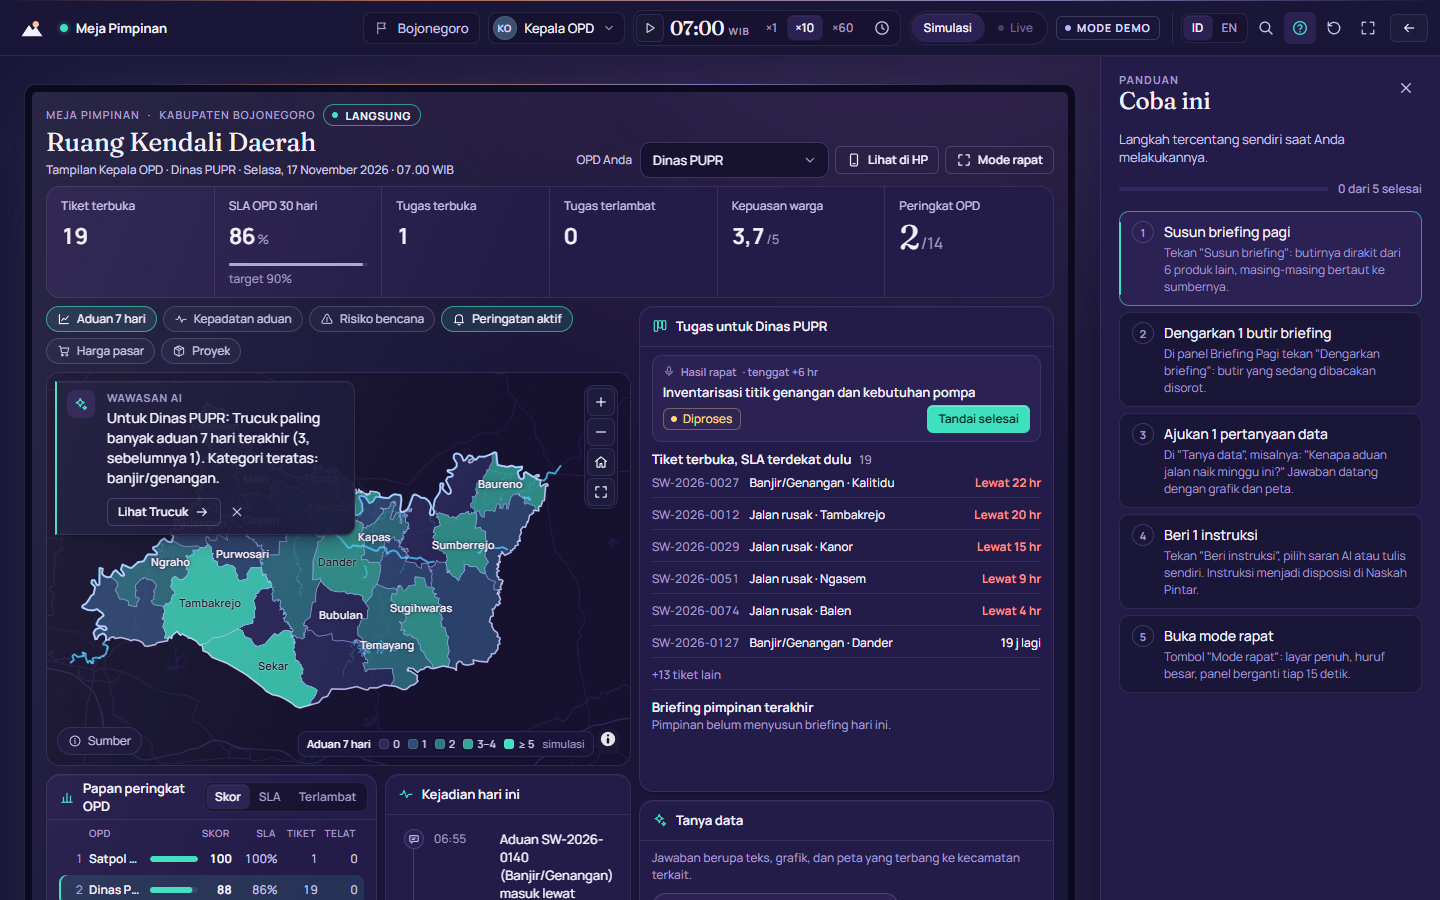 Meja Pimpinan
Bojonegoro
KO Kepala OPD
07:00 WIB
×1 ×10 ×60
Simulasi Live
MODE DEMO
ID EN
MEJA PIMPINAN · KABUPATEN BOJONEGORO
LANGSUNG
Ruang Kendali Daerah
Tampilan Kepala OPD · Dinas PUPR · Selasa, 17 November 2026 · 07.00 WIB
OPD Anda
Dinas PUPR
Lihat di HP
Mode rapat
Tiket terbuka
19
SLA OPD 30 hari
86 %
target 90%
Tugas terbuka
1
Tugas terlambat
0
Kepuasan warga
3,7 /5
Peringkat OPD
2 /14
Aduan 7 hari
Kepadatan aduan
Risiko bencana
Peringatan aktif
Harga pasar
Proyek
WAWASAN AI
Untuk Dinas PUPR: Trucuk paling
banyak aduan 7 hari terakhir (3,
sebelumnya 1). Kategori teratas:
banjir/genangan.
Lihat Trucuk
Baureno
Kapas
Sumberrejo
Purwosari
Ngraho
Dander
Tambakrejo
Bubulan
Sugihwaras
Temayang
Sekar
Sumber
Aduan 7 hari 0 1 2 3–4 ≥ 5 simulasi
Tugas untuk Dinas PUPR
Hasil rapat · tenggat +6 hr
Inventarisasi titik genangan dan kebutuhan pompa
Diproses
Tandai selesai
Tiket terbuka, SLA terdekat dulu 19
SW-2026-0027 Banjir/Genangan · Kalitidu Lewat 22 hr
SW-2026-0012 Jalan rusak · Tambakrejo Lewat 20 hr
SW-2026-0029 Jalan rusak · Kanor Lewat 15 hr
SW-2026-0051 Jalan rusak · Ngasem Lewat 9 hr
SW-2026-0074 Jalan rusak · Balen Lewat 4 hr
SW-2026-0127 Banjir/Genangan · Dander 19 j lagi
+13 tiket lain
Briefing pimpinan terakhir
Pimpinan belum menyusun briefing hari ini.
Papan peringkat
OPD
Skor SLA Terlambat
OPD SKOR SLA TIKET TELAT
1 Satpol ... 100 100% 1 0
2 Dinas P... 88 86% 19 0
Kejadian hari ini
06:55
Aduan SW-2026-
0140
(Banjir/Genangan)
masuk lewat
Tanya data
Jawaban berupa teks, grafik, dan peta yang terbang ke kecamatan
terkait.
PANDUAN
Coba ini
Langkah tercentang sendiri saat Anda
melakukannya.
0 dari 5 selesai
1 Susun briefing pagi
Tekan "Susun briefing": butirnya dirakit dari
6 produk lain, masing-masing bertaut ke
sumbernya.
2 Dengarkan 1 butir briefing
Di panel Briefing Pagi tekan "Dengarkan
briefing": butir yang sedang dibacakan
disorot.
3 Ajukan 1 pertanyaan data
Di "Tanya data", misalnya: "Kenapa aduan
jalan naik minggu ini?" Jawaban datang
dengan grafik dan peta.
4 Beri 1 instruksi
Tekan "Beri instruksi", pilih saran AI atau tulis
sendiri. Instruksi menjadi disposisi di Naskah
Pintar.
5 Buka mode rapat
Tombol "Mode rapat": layar penuh, huruf
besar, panel berganti tiap 15 detik.